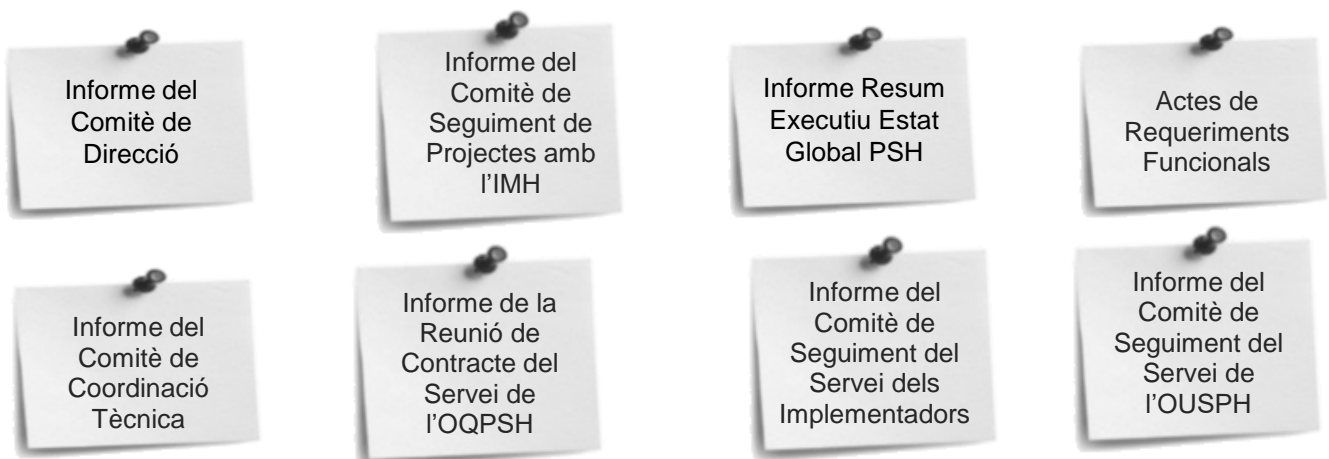 Informe del
Comitè de
Direcció
Informe del
Comitè de
Seguiment de
Projectes amb
l'IMH
Informe Resum
Executiu Estat
Global PSH
Actes de
Requeriments
Funcionals
Informe del
Comitè de
Coordinació
Tècnica
Informe de la
Reunió de
Contracte del
Servei de
l'OQPSH
Informe del
Comitè de
Seguiment del
Servei dels
Implementadors
Informe del
Comitè de
Seguiment del
Servei de
l'OUSPH